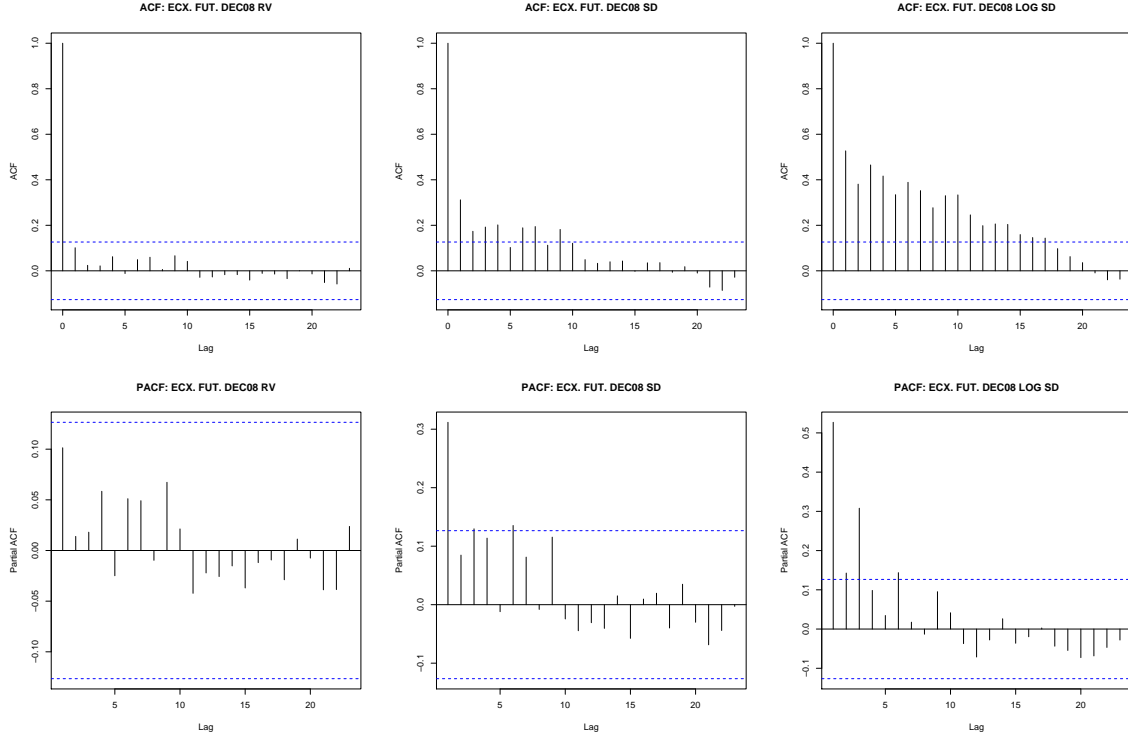 ACF: ECX. FUT. DEC08 RV
ACF
1.0
0.8
0.6
0.4
0.2
0.0
0 5 10 15 20
Lag
ACF: ECX. FUT. DEC08 SD
ACF
1.0
0.8
0.6
0.4
0.2
0.0
0 5 10 15 20
Lag
ACF: ECX. FUT. DEC08 LOG SD
ACF
1.0
0.8
0.6
0.4
0.2
0.0
0 5 10 15 20
Lag
PACF: ECX. FUT. DEC08 RV
Partial ACF
0.10
0.05
0.00
−0.05
−0.10
5 10 15 20
Lag
PACF: ECX. FUT. DEC08 SD
Partial ACF
0.3
0.2
0.1
0.0
−0.1
5 10 15 20
Lag
PACF: ECX. FUT. DEC08 LOG SD
Partial ACF
0.5
0.4
0.3
0.2
0.1
0.0
−0.1
5 10 15 20
Lag